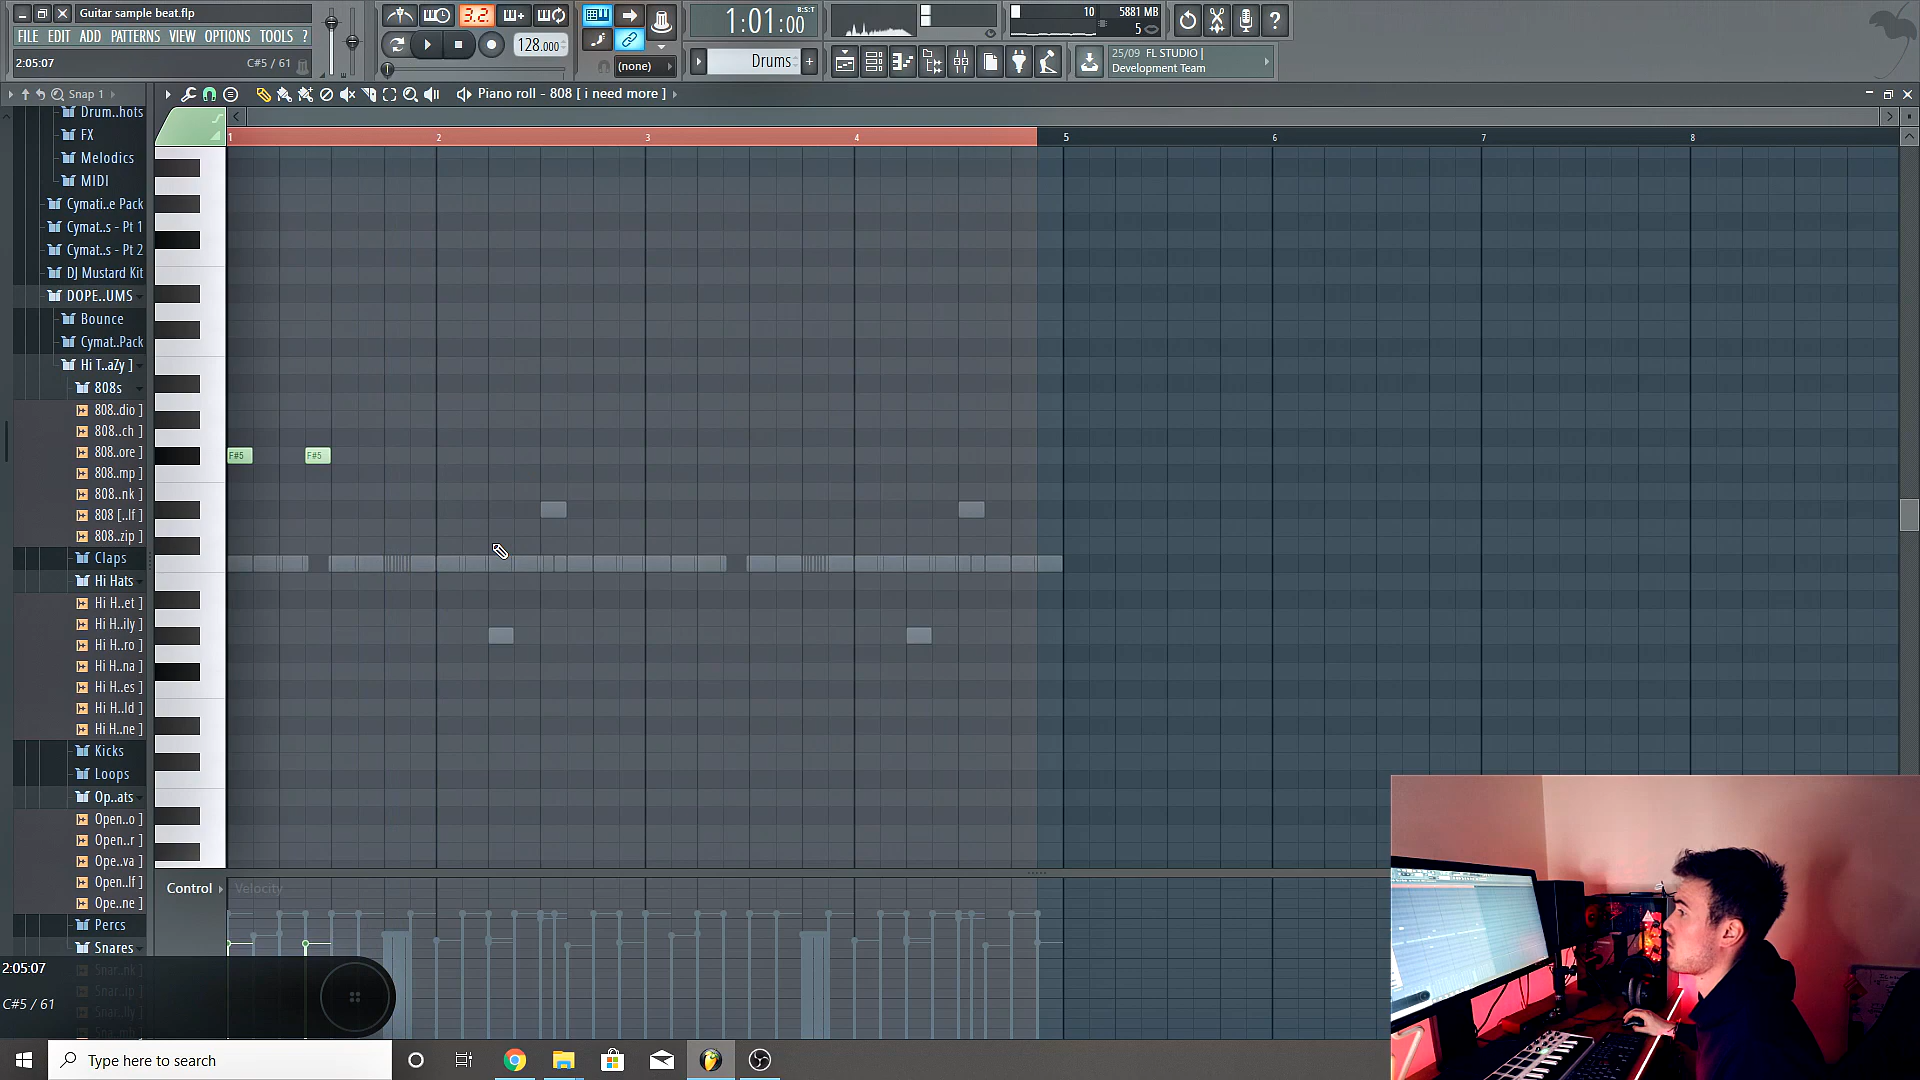 Guitar sample beat.flp
FILE EDIT ADD PATTERNS VIEW OPTIONS TOOLS ?
2:05:07 C#5 / 61
3.2
128.000
(none)
1:01:00
B:S:T
Drums
10
5881 MB
5
25/09 FL STUDIO |
Development Team
Snap 1
Piano roll - 808 [ i need more ]
1 2 3 4 5 6 7 8
Drum..hots
FX
Melodics
MIDI
Cymati..e Pack
Cymat..s - Pt 1
Cymat..s - Pt 2
DJ Mustard Kit
DOPE..UMS
Bounce
Cymat..Pack
Hi T..aZy ]
808s
808..dio ]
808..ch ]
808..ore ]
808..mp ]
808..nk ]
808 [..lf ]
808..zip ]
Claps
Hi Hats
Hi H..et ]
Hi H..ily ]
Hi H..ro ]
Hi H..na ]
Hi H..es ]
Hi H..ld ]
Hi H..ne ]
Kicks
Loops
Op..ats
Open..o ]
Open..r ]
Ope..va ]
Open..lf ]
Ope..ne ]
Percs
Snares
F#5 F#5
Control Velocity
2:05:07
C#5 / 61
Type here to search